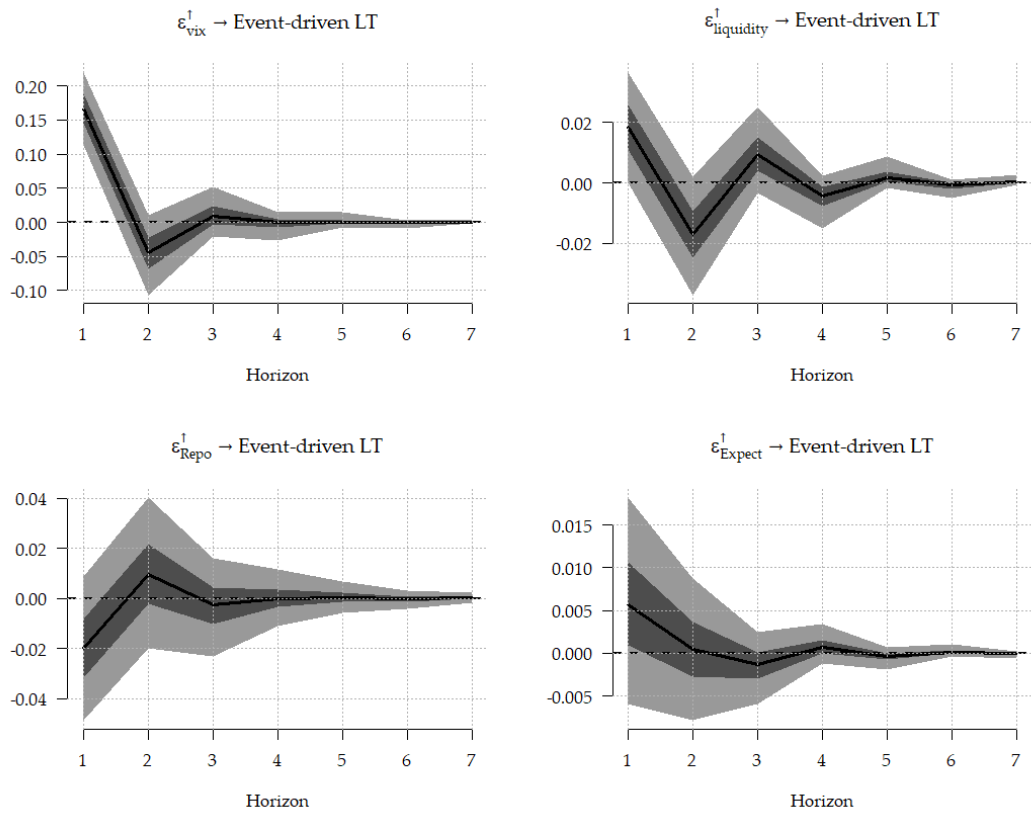 ε↑vix → Event-driven LT
0.20
0.15
0.10
0.05
0.00
-0.05
-0.10
1 2 3 4 5 6 7
Horizon
ε↑liquidity → Event-driven LT
0.02
0.00
-0.02
1 2 3 4 5 6 7
Horizon
ε↑Repo → Event-driven LT
0.04
0.02
0.00
-0.02
-0.04
1 2 3 4 5 6 7
Horizon
ε↑Expect → Event-driven LT
0.015
0.010
0.005
0.000
-0.005
1 2 3 4 5 6 7
Horizon